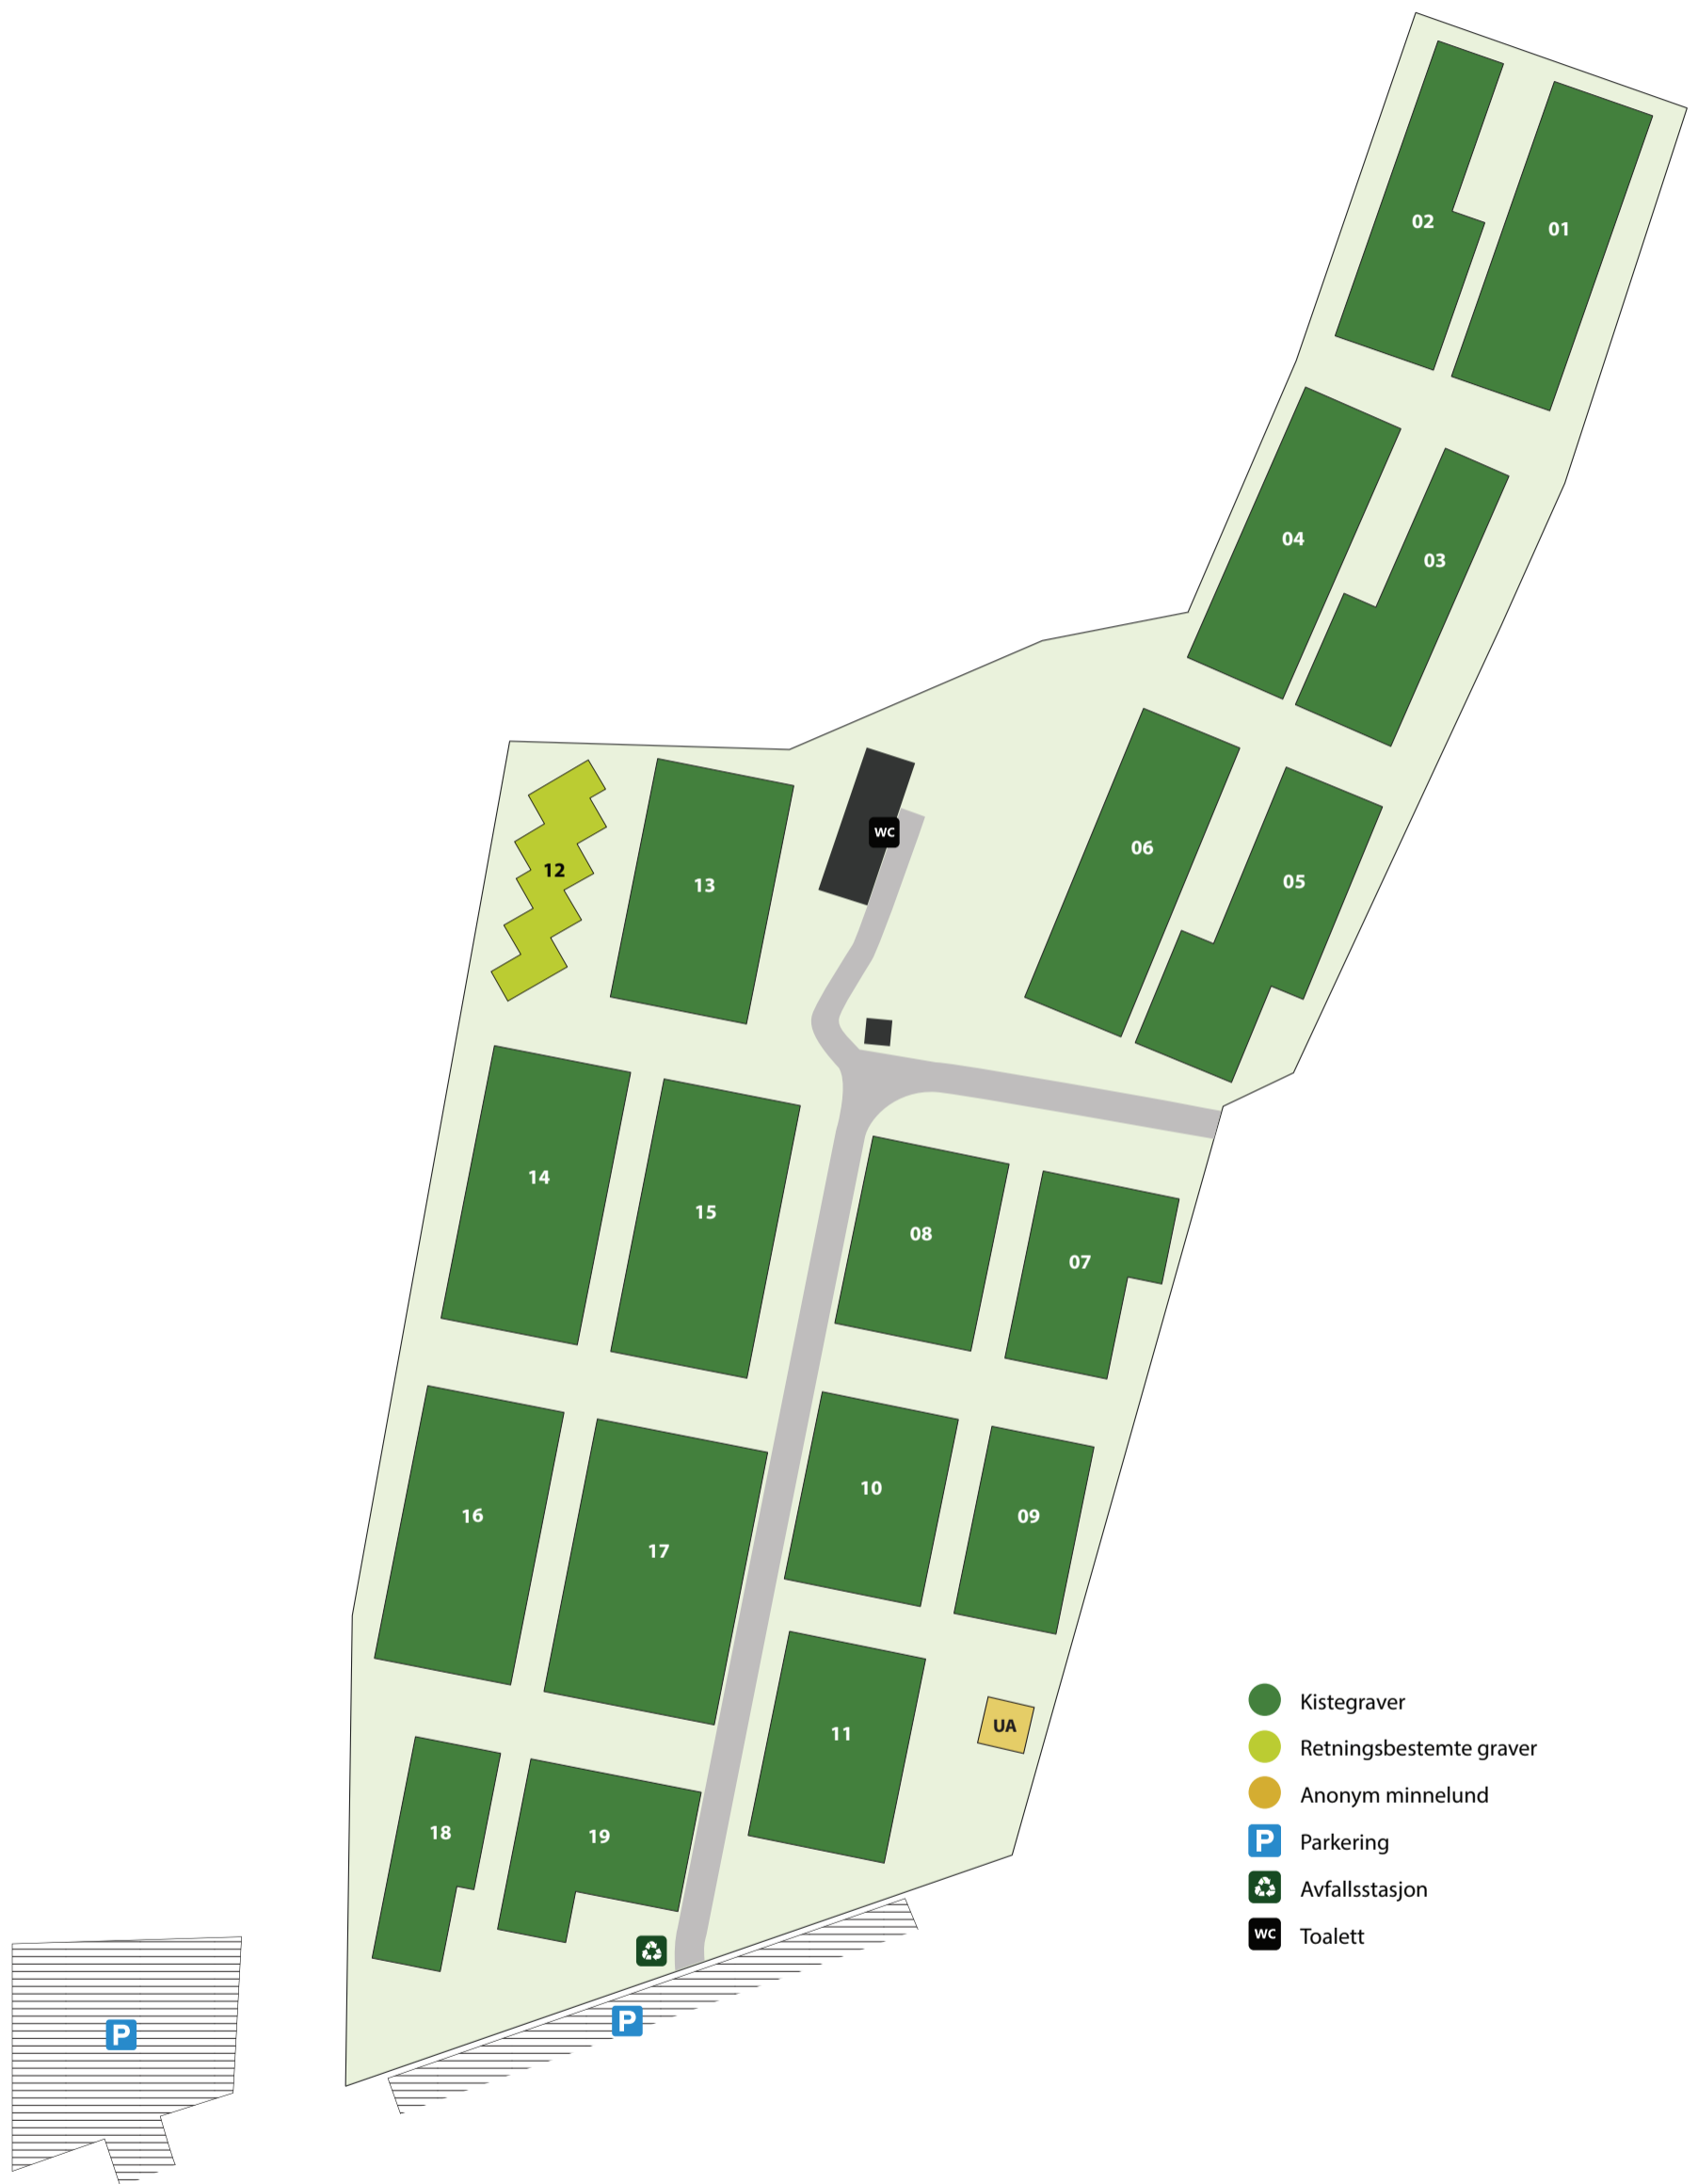 02
01
04
03
06
05
WC
12
13
14
15
08
07
10
09
16
17
11
UA
18
19
P
P
Kistegraver
Retningsbestemte graver
Anonym minnelund
P Parkering
Avfallsstasjon
WC Toalett